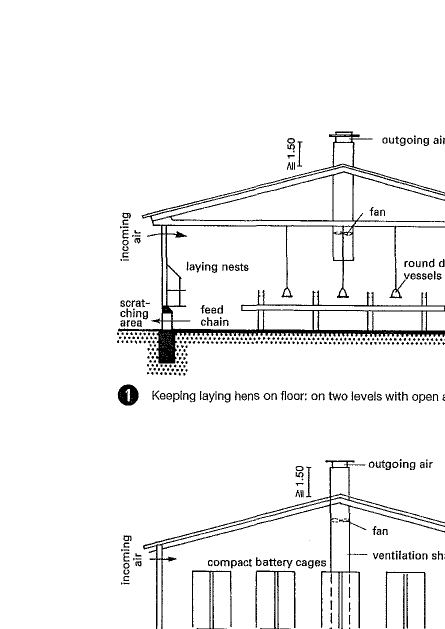 outgoing air
≧ 1.50
fan
incoming
air
laying nests
round d
vessels
scrat-
ching
area
feed
chain
1 Keeping laying hens on floor: on two levels with open a
outgoing air
≧ 1.50
fan
incoming
air
ventilation sha
compact battery cages